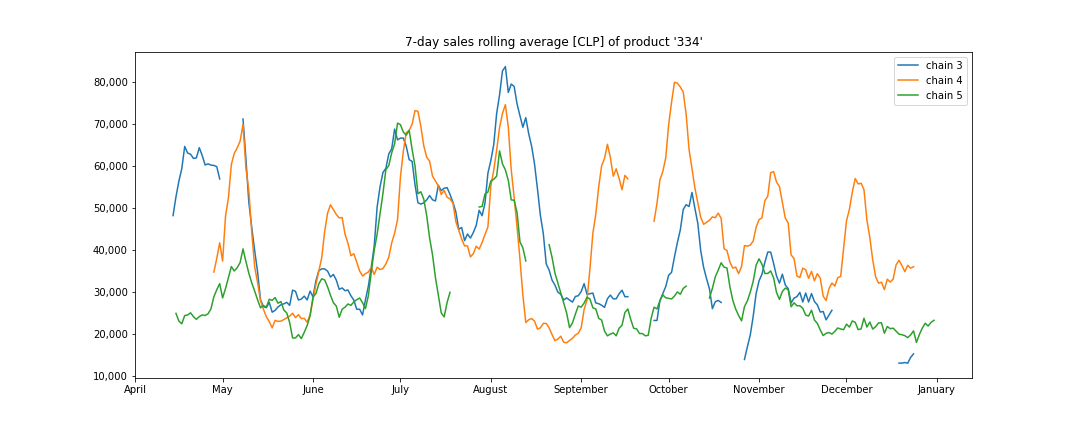 7-day sales rolling average [CLP] of product '334'
chain 3
chain 4
chain 5
80,000
70,000
60,000
50,000
40,000
30,000
20,000
10,000
April May June July August September October November December January